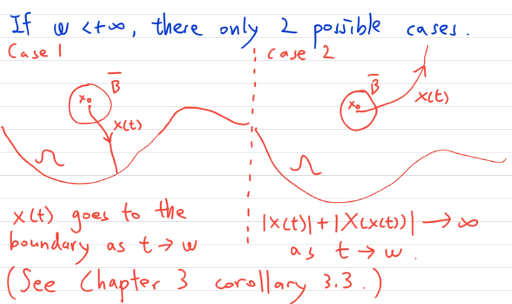 If ω < +∞, there only 2 possible cases.
Case 1
Case 2
B̅
x₀
x(t)
Ω
B̅
x₀
x(t)
Ω
x(t) goes to the
boundary as t → ω
|x(t)| + |X(x(t))| → ∞
as t → ω.
(See Chapter 3 corollary 3.3.)